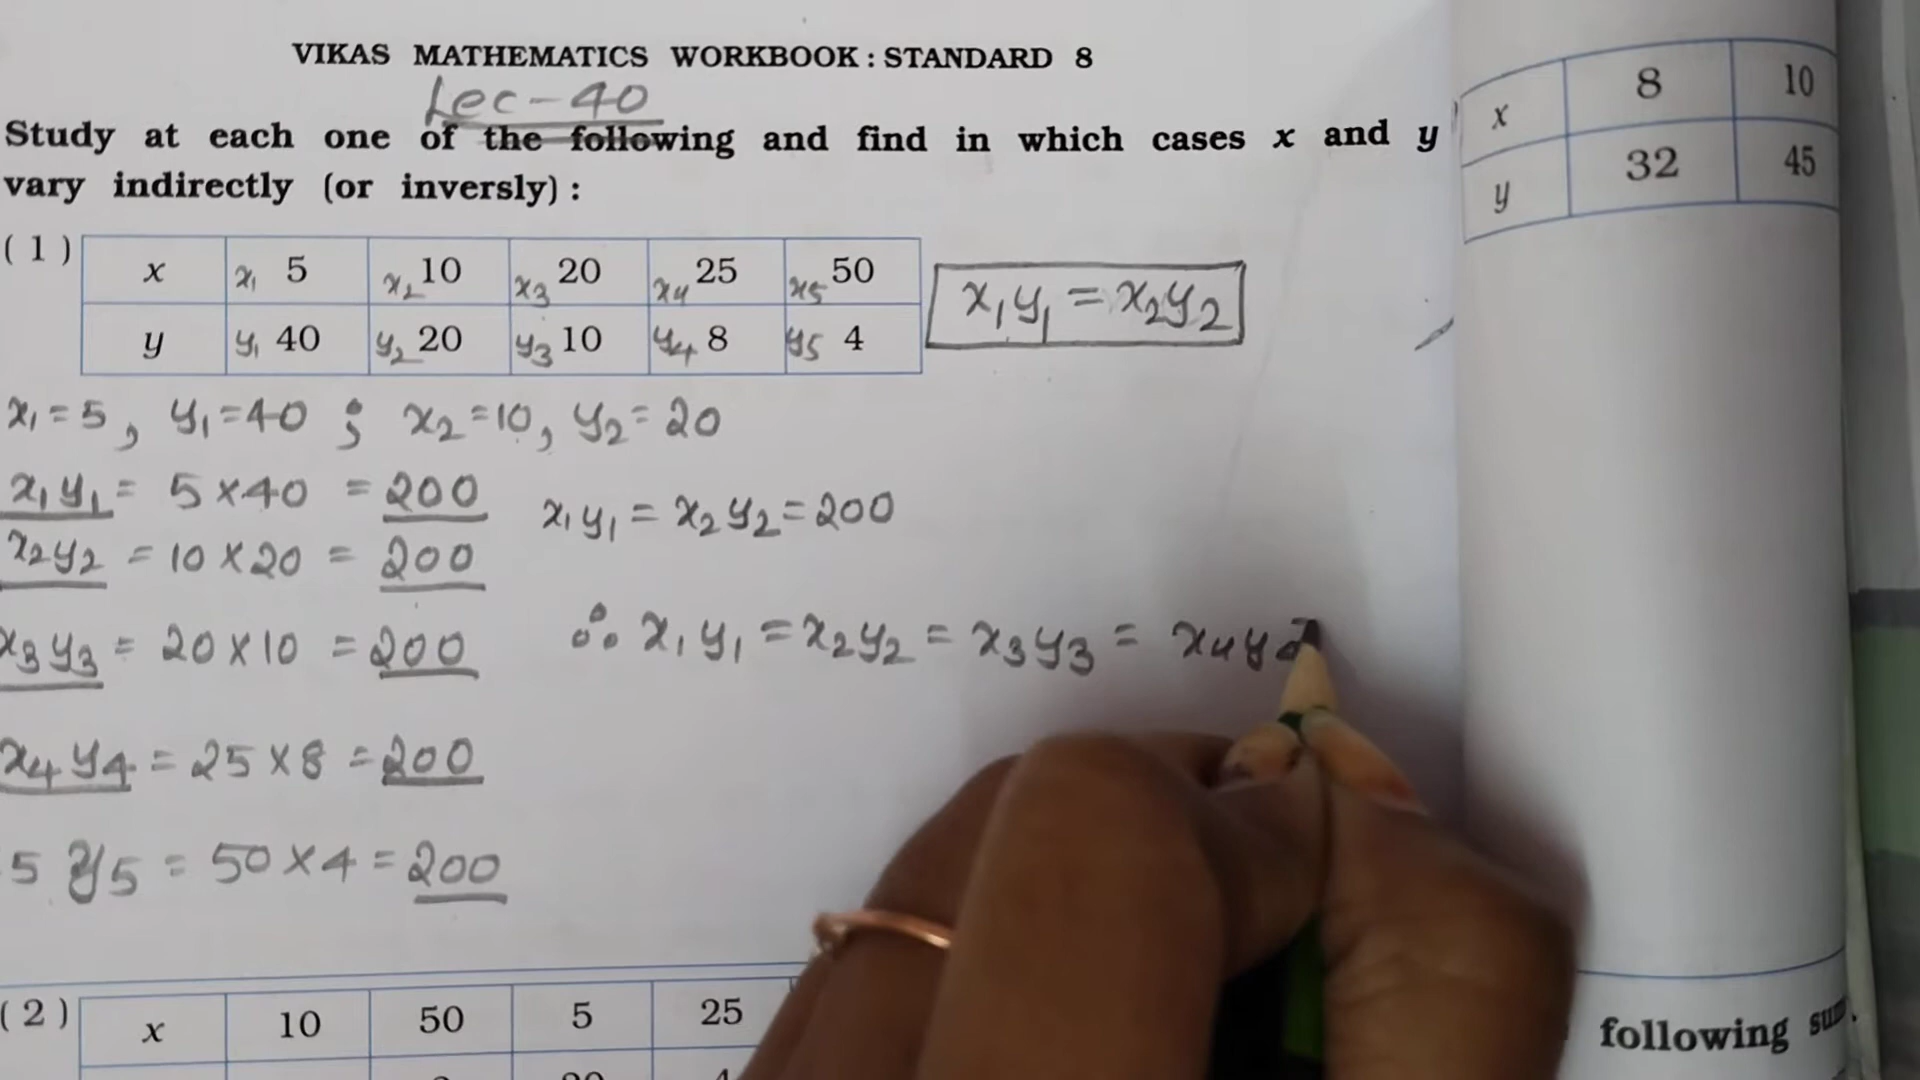 VIKAS MATHEMATICS WORKBOOK : STANDARD 8
Lec-40
Study at each one of the following and find in which cases x and y
vary indirectly (or inversly) :
(1) x x₁ 5 x₂ 10 x₃ 20 x₄ 25 x₅ 50
y y₁ 40 y₂ 20 y₃ 10 y₄ 8 y₅ 4
x₁y₁ = x₂y₂
x₁ = 5, y₁ = 40 ; x₂ = 10, y₂ = 20
x₁y₁ = 5 × 40 = 200
x₁y₁ = x₂y₂ = 200
x₂y₂ = 10 × 20 = 200
x₃y₃ = 20 × 10 = 200
∴ x₁y₁ = x₂y₂ = x₃y₃ = x₄y
x₄y₄ = 25 × 8 = 200
5 y₅ = 50 × 4 = 200
(2) x 10 50 5 25
x 8 10
y 32 45
following